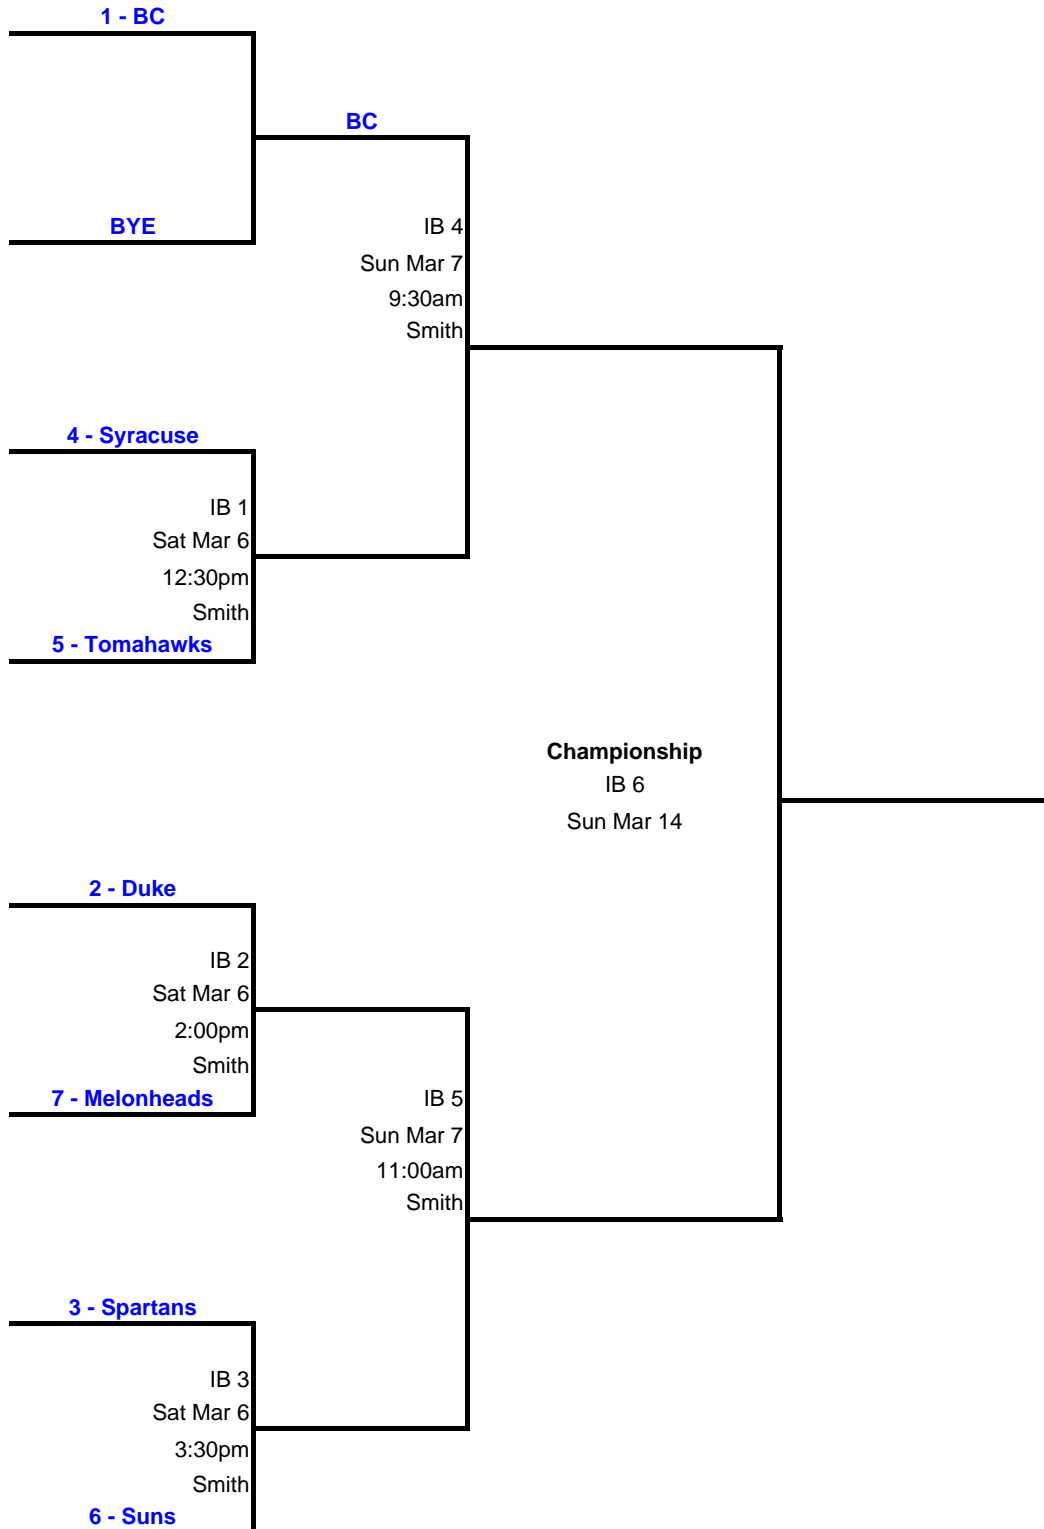 1 - BC
BC
BYE
IB 4
Sun Mar 7
9:30am
Smith
4 - Syracuse
IB 1
Sat Mar 6
12:30pm
Smith
5 - Tomahawks
Championship
IB 6
Sun Mar 14
2 - Duke
IB 2
Sat Mar 6
2:00pm
Smith
7 - Melonheads
IB 5
Sun Mar 7
11:00am
Smith
3 - Spartans
IB 3
Sat Mar 6
3:30pm
Smith
6 - Suns